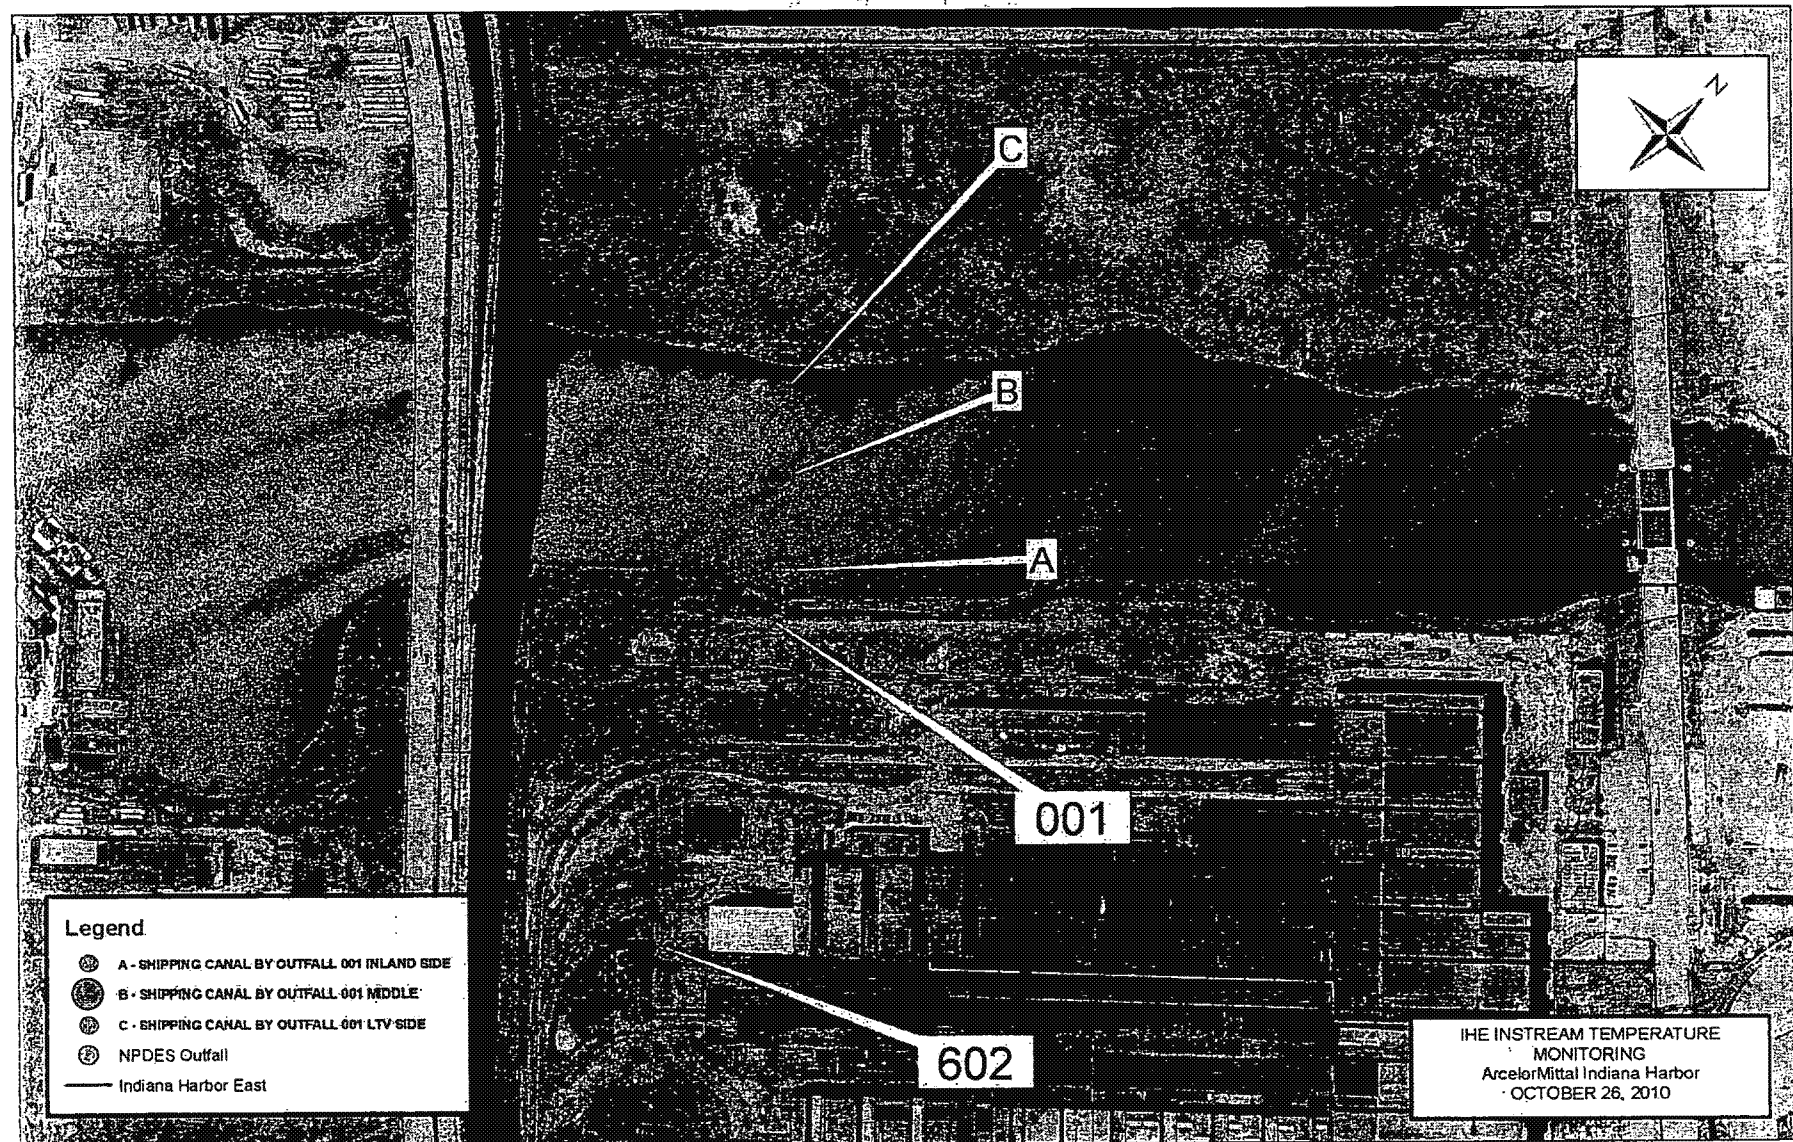 N
C
B
A
001
602
Legend
A - SHIPPING CANAL BY OUTFALL 001 INLAND SIDE
B - SHIPPING CANAL BY OUTFALL 001 MIDDLE
C - SHIPPING CANAL BY OUTFALL 001 LTV SIDE
NPDES Outfall
Indiana Harbor East
IHE INSTREAM TEMPERATURE
MONITORING
ArcelorMittal Indiana Harbor
OCTOBER 26, 2010